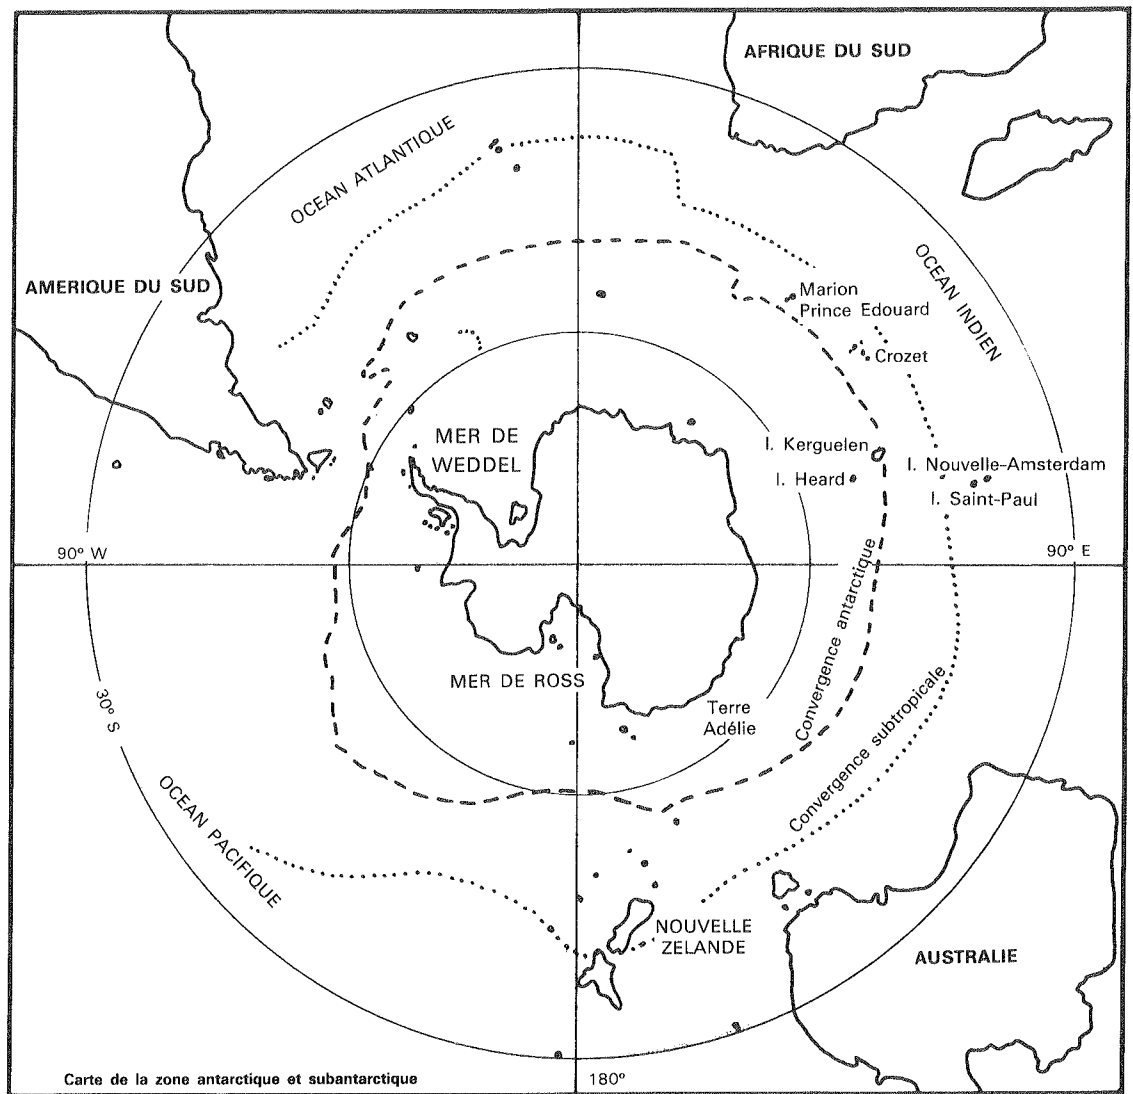 AFRIQUE DU SUD
OCEAN ATLANTIQUE
AMERIQUE DU SUD
OCEAN INDIEN
Marion
Prince Edouard
Crozet
MER DE
WEDDEL
I. Kerguelen
I. Heard
I. Nouvelle-Amsterdam
I. Saint-Paul
90° W
90° E
Convergence antarctique
MER DE ROSS
Terre
Adélie
30° S
Convergence subtropicale
OCEAN PACIFIQUE
NOUVELLE
ZELANDE
AUSTRALIE
Carte de la zone antarctique et subantarctique
180°